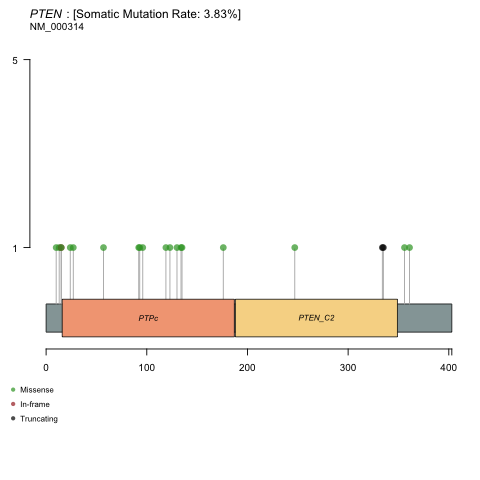 PTEN : [Somatic Mutation Rate: 3.83%]
NM_000314
5
1
PTPc
PTEN_C2
0 100 200 300 400
Missense
In-frame
Truncating